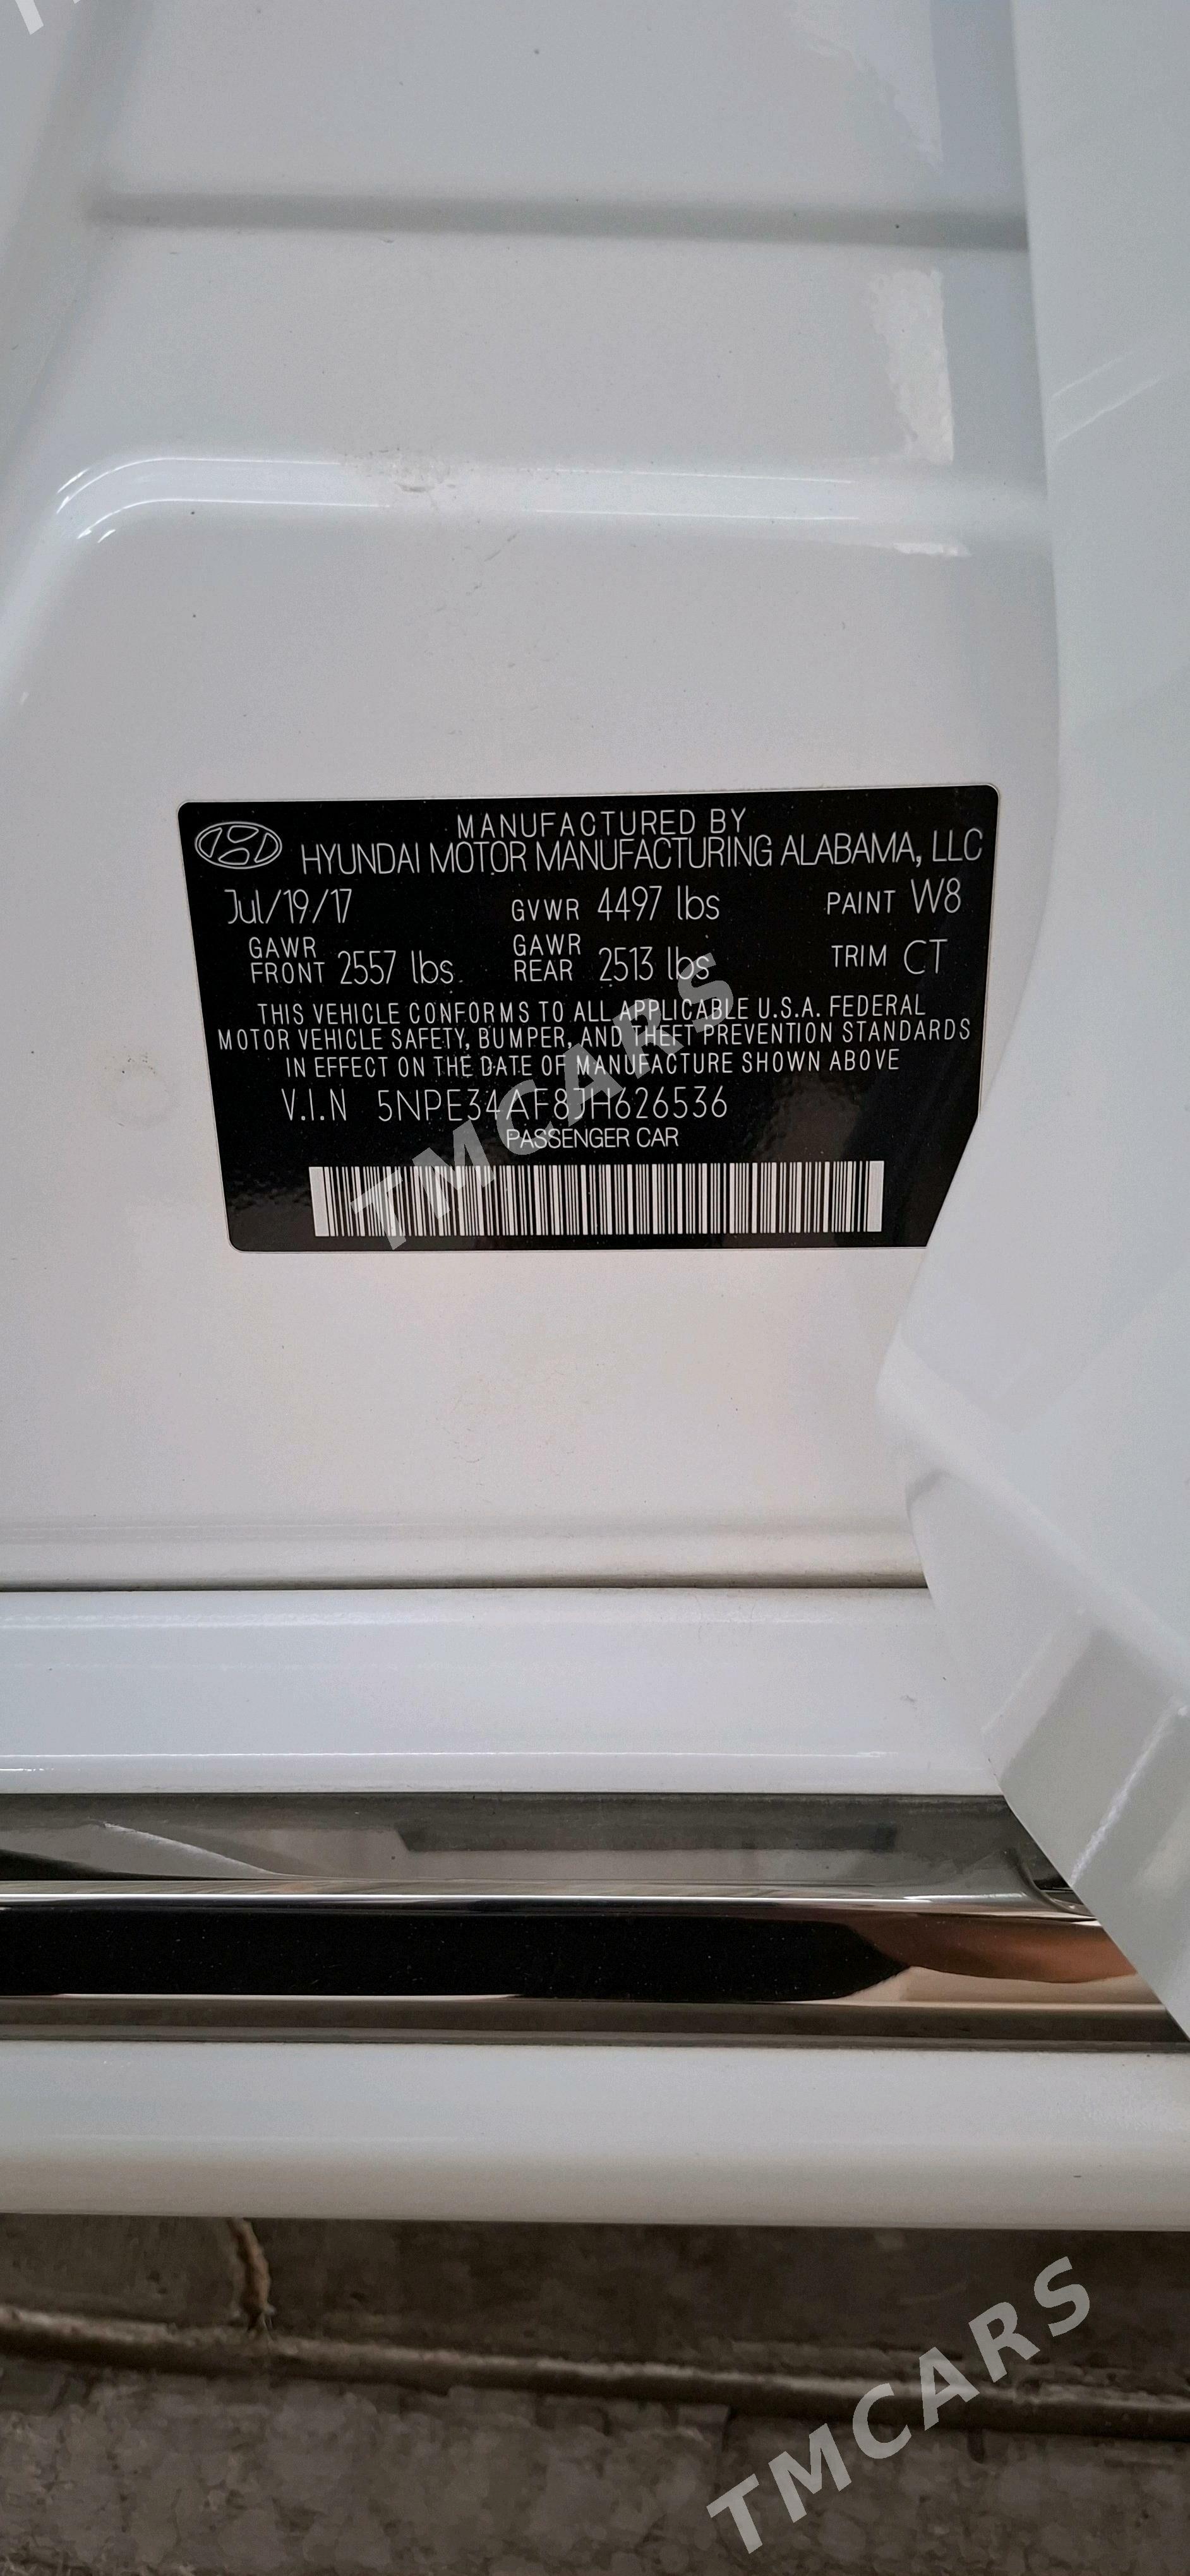 MANUFACTURED BY
HYUNDAI MOTOR MANUFACTURING ALABAMA, LLC
Jul/19/17 GVWR 4497 lbs PAINT W8
GAWR FRONT 2557 lbs GAWR REAR 2513 lbs TRIM CT
THIS VEHICLE CONFORMS TO ALL APPLICABLE U.S.A. FEDERAL
MOTOR VEHICLE SAFETY, BUMPER, AND THEFT PREVENTION STANDARDS
IN EFFECT ON THE DATE OF MANUFACTURE SHOWN ABOVE
V.I.N 5NPE34AF8JH626536
PASSENGER CAR
TMCARS
TMCARS